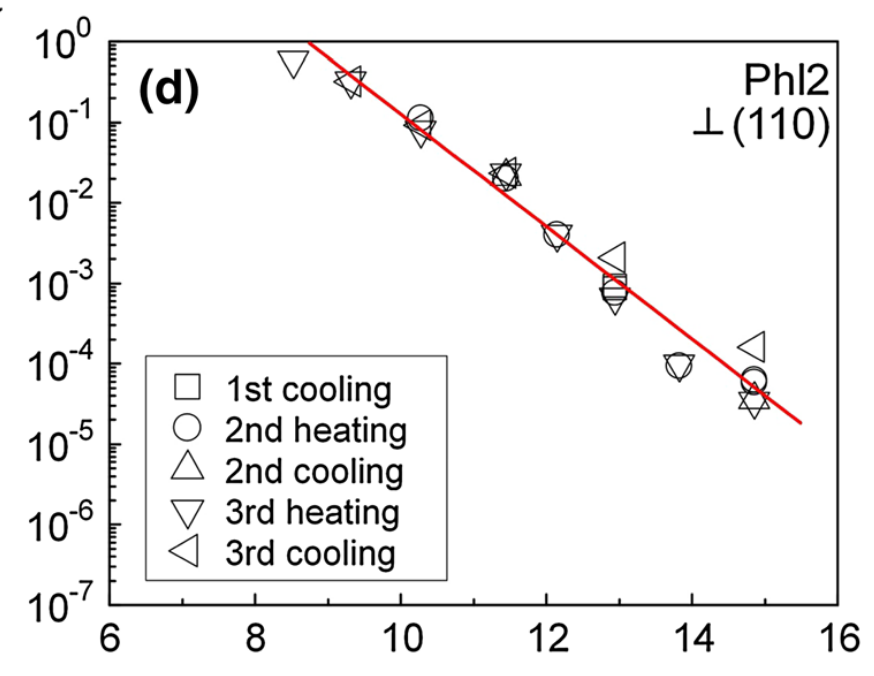 10^0
(d)
PhI2
⊥(110)
10^-1
10^-2
10^-3
10^-4
10^-5
10^-6
10^-7
1st cooling
2nd heating
2nd cooling
3rd heating
3rd cooling
6 8 10 12 14 16